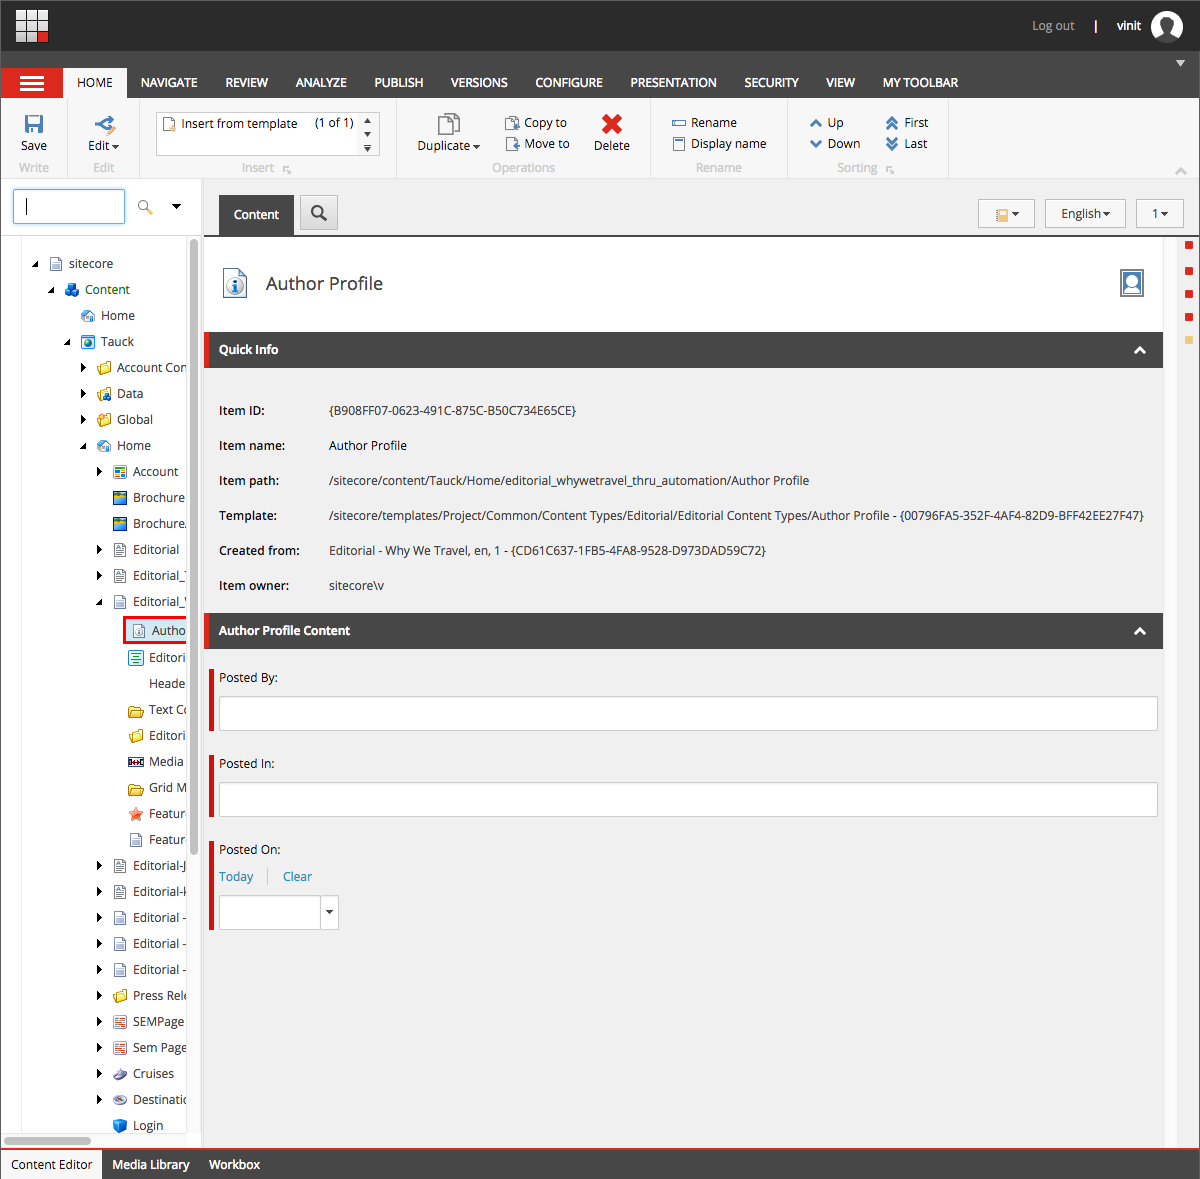 Log out | vinit
HOME NAVIGATE REVIEW ANALYZE PUBLISH VERSIONS CONFIGURE PRESENTATION SECURITY VIEW MY TOOLBAR
Save
Write
Edit
Edit
Insert from template (1 of 1)
Insert
Duplicate
Copy to
Move to
Delete
Operations
Rename
Display name
Rename
Up
Down
First
Last
Sorting
Content
English
1
sitecore
Content
Home
Tauck
Account Con
Data
Global
Home
Account
Brochure
Brochure
Editorial
Editorial_
Editorial_
Autho
Editori
Heade
Text Co
Editori
Media
Grid M
Featur
Featur
Editorial-J
Editorial-K
Editorial -
Editorial -
Editorial -
Press Rele
SEMPage
Sem Page
Cruises
Destinatio
Login
Author Profile
Quick Info
Item ID: {B908FF07-0623-491C-875C-B50C734E65CE}
Item name: Author Profile
Item path: /sitecore/content/Tauck/Home/editorial_whywetravel_thru_automation/Author Profile
Template: /sitecore/templates/Project/Common/Content Types/Editorial/Editorial Content Types/Author Profile - {00796FA5-352F-4AF4-82D9-BFF42EE27F47}
Created from: Editorial - Why We Travel, en, 1 - {CD61C637-1FB5-4FA8-9528-D973DAD59C72}
Item owner: sitecore\v
Author Profile Content
Posted By:
Posted In:
Posted On:
Today Clear
Content Editor Media Library Workbox